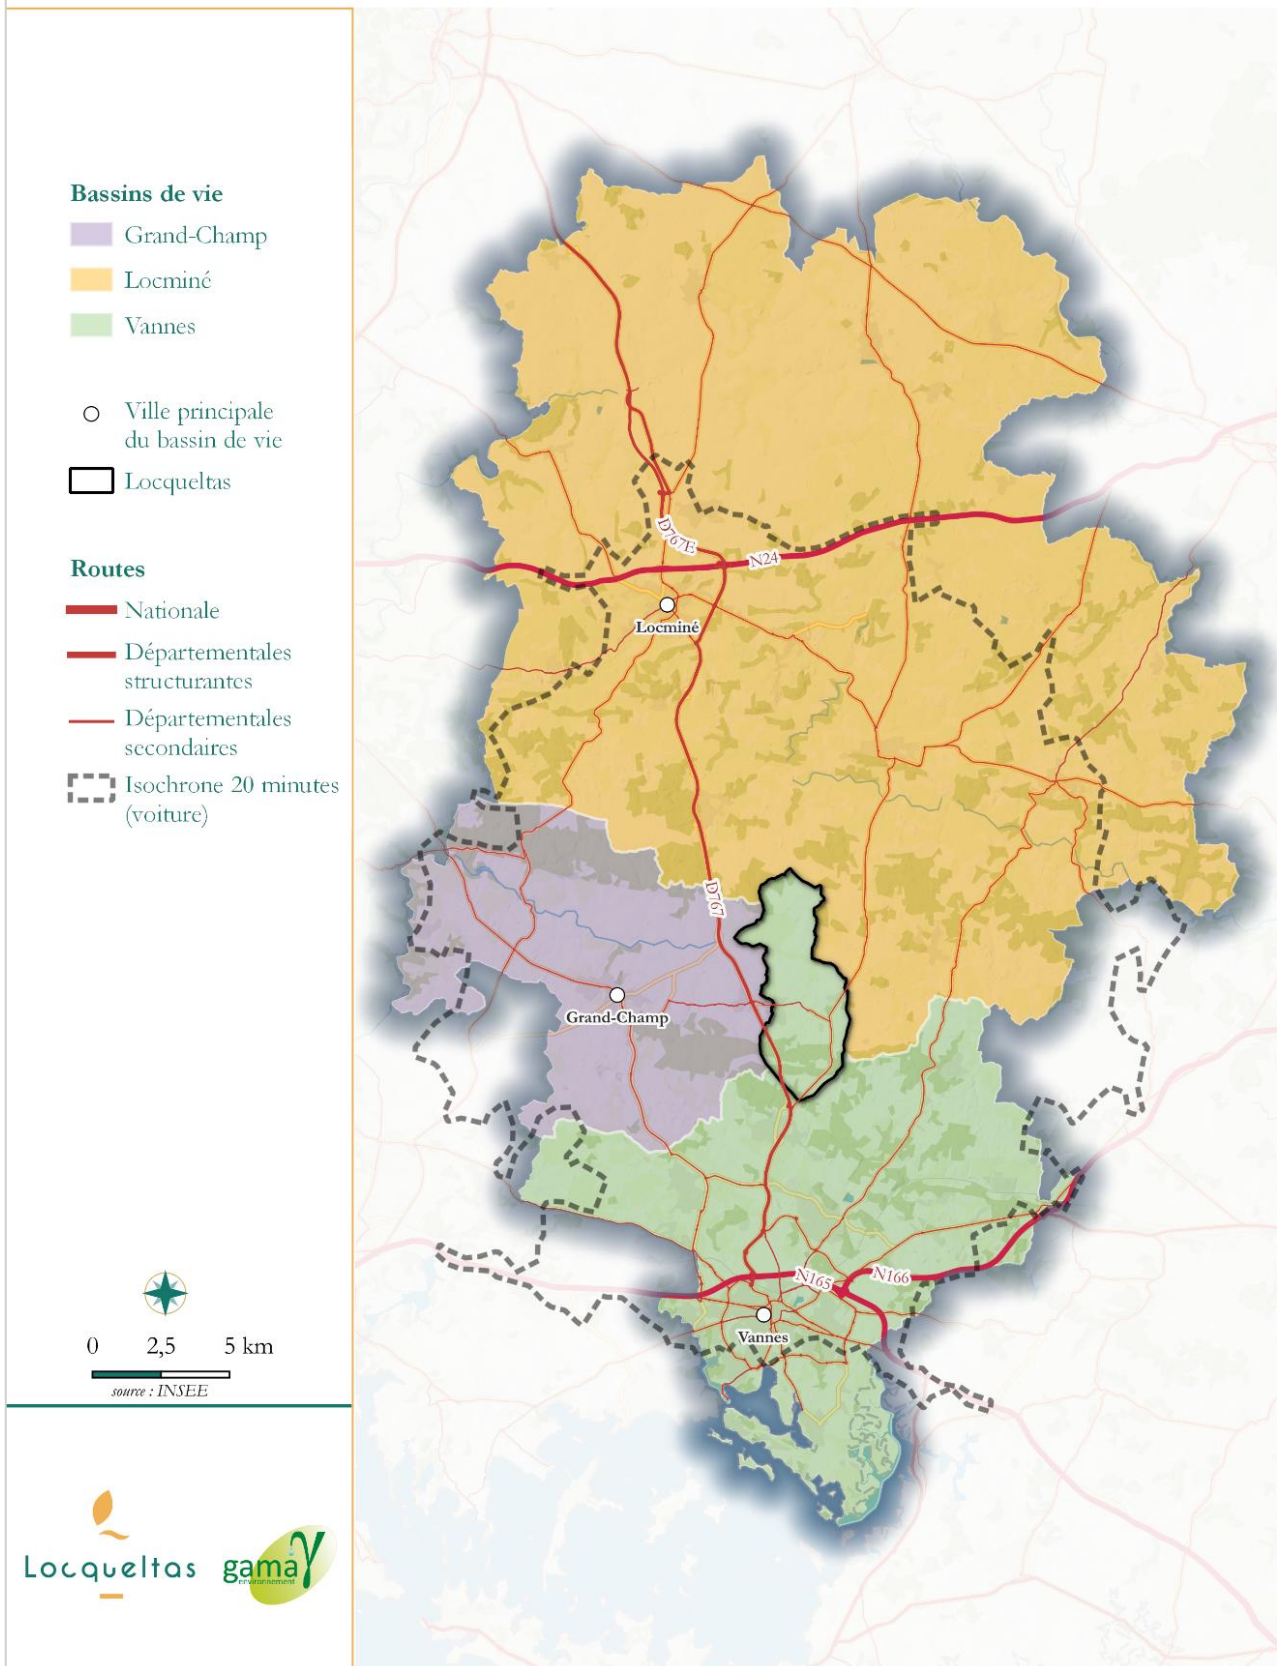 Bassins de vie
Grand-Champ
Locminé
Vannes
Ville principale
du bassin de vie
Locqueltas
Routes
Nationale
Départementales
structurantes
Départementales
secondaires
Isochrone 20 minutes
(voiture)
0 2,5 5 km
source : INSEE
Locqueltas
gama
environnement
D767E
N24
Locminé
D767
Grand-Champ
N165
N166
Vannes